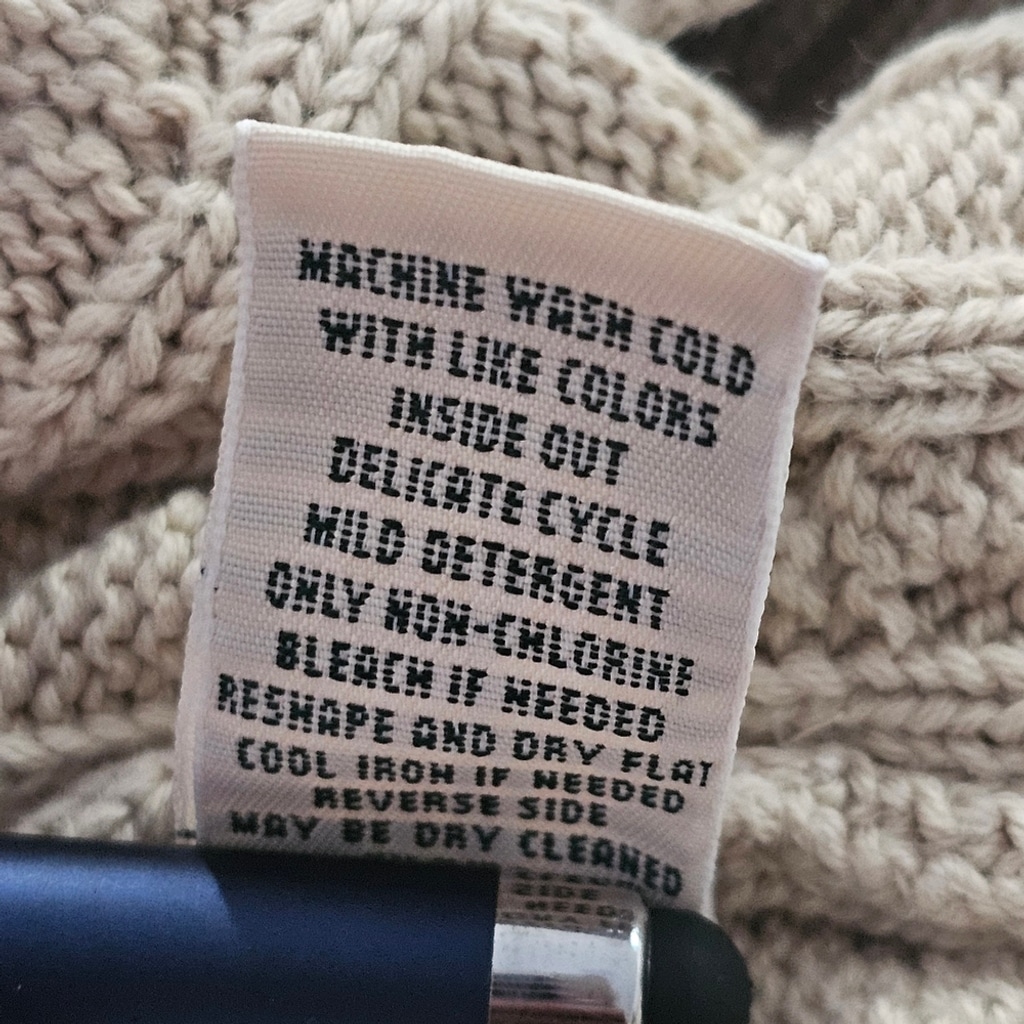 MACHINE WASH COLD
WITH LIKE COLORS
INSIDE OUT
DELICATE CYCLE
MILD DETERGENT
ONLY NON-CHLORINE
BLEACH IF NEEDED
RESHAPE AND DRY FLAT
COOL IRON IF NEEDED
REVERSE SIDE
MAY BE DRY CLEANED